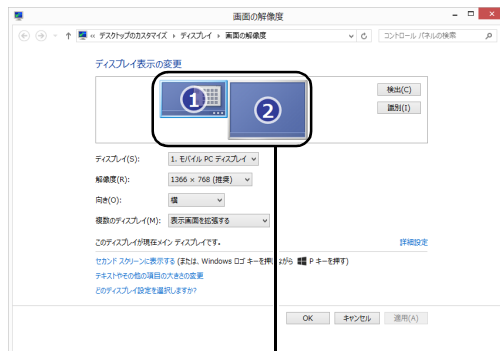 画面の解像度
« デスクトップのカスタマイズ ▸ ディスプレイ ▸ 画面の解像度
コントロール パネルの検索
ディスプレイ表示の変更
1
2
検出(C)
識別(I)
ディスプレイ(S): 1. モバイル PC ディスプレイ
解像度(R): 1366 × 768 (推奨)
向き(O): 横
複数のディスプレイ(M): 表示画面を拡張する
このディスプレイが現在メイン ディスプレイです。 詳細設定
セカンド スクリーンに表示する (または、Windows ロゴ キーを押しながら P キーを押す)
テキストやその他の項目の大きさの変更
どのディスプレイ設定を選択しますか?
OK キャンセル 適用(A)